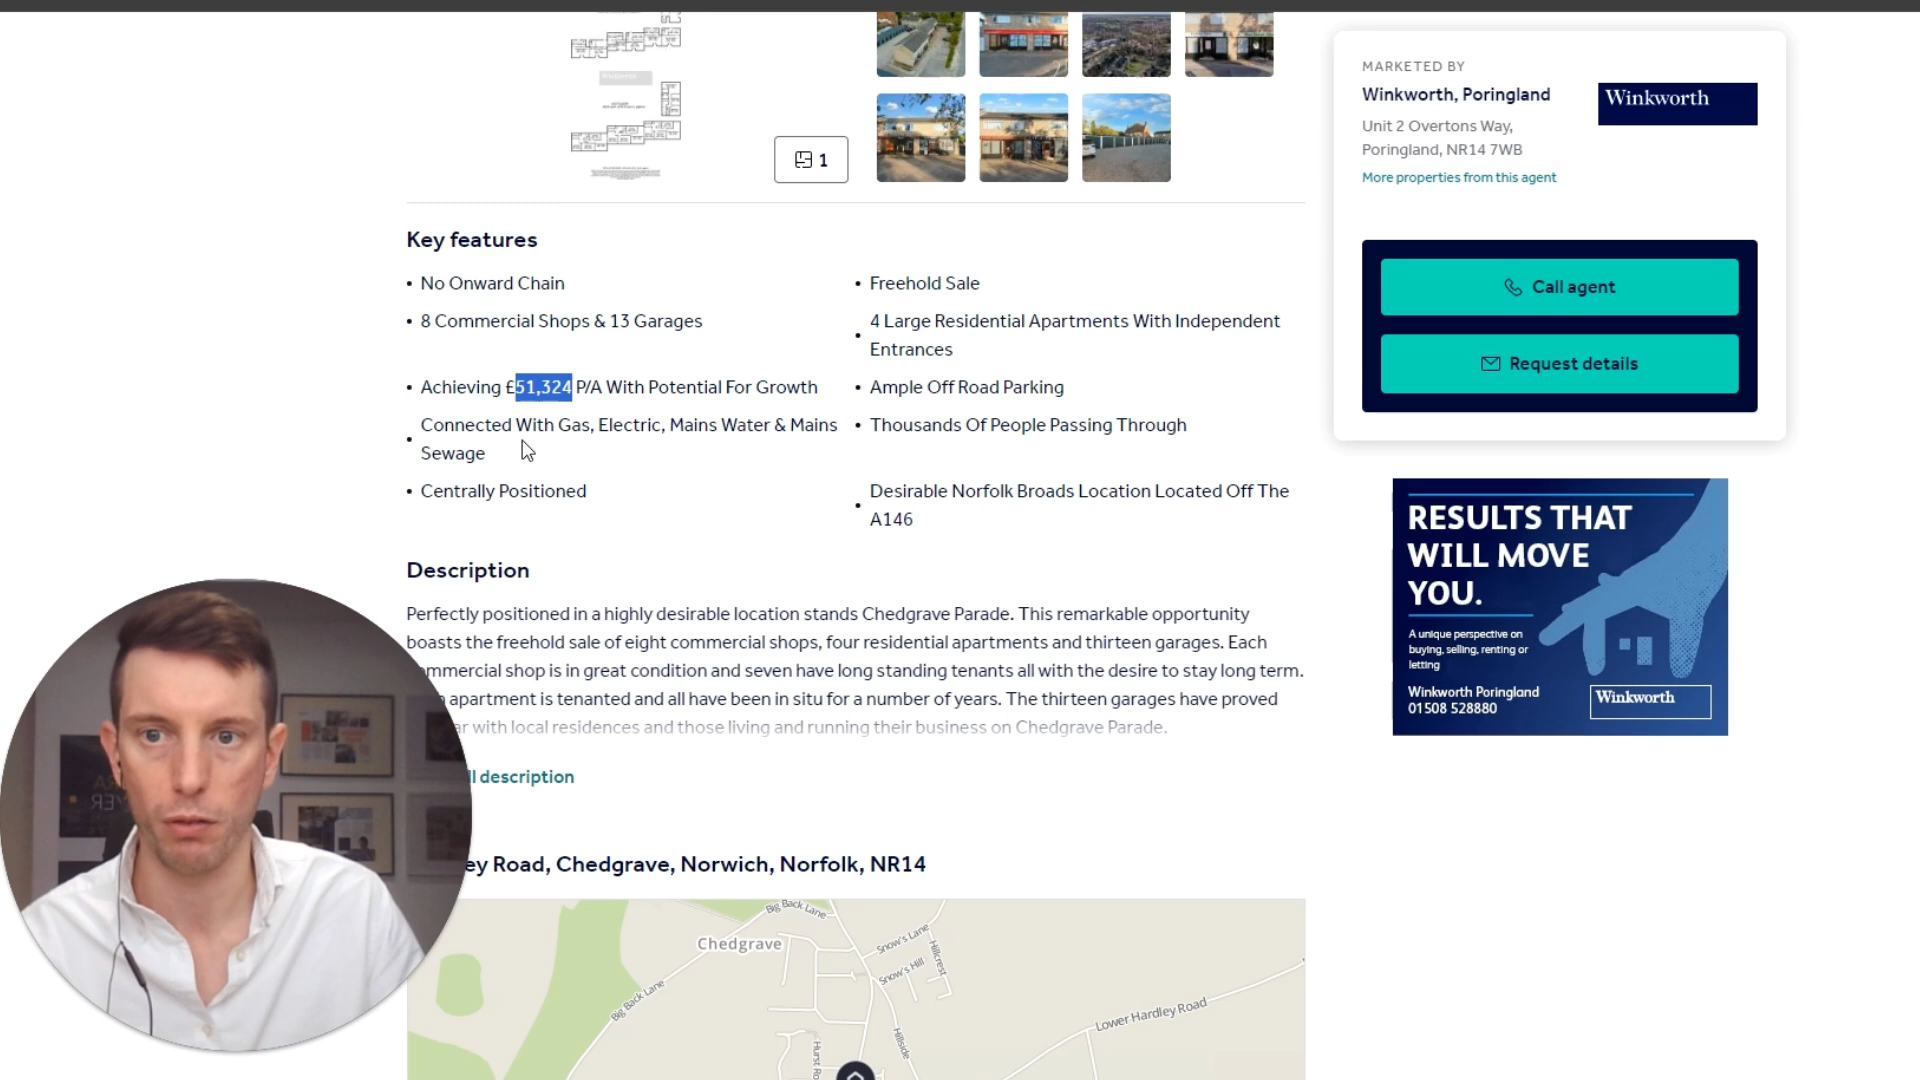 1
MARKETED BY
Winkworth, Poringland
Unit 2 Overtons Way,
Poringland, NR14 7WB
More properties from this agent
Winkworth
Call agent
Request details
Key features
• No Onward Chain
• Freehold Sale
• 8 Commercial Shops & 13 Garages
• 4 Large Residential Apartments With Independent
Entrances
• Achieving £51,324 P/A With Potential For Growth
• Ample Off Road Parking
• Connected With Gas, Electric, Mains Water & Mains
Sewage
• Thousands Of People Passing Through
• Centrally Positioned
• Desirable Norfolk Broads Location Located Off The
A146
Description
Perfectly positioned in a highly desirable location stands Chedgrave Parade. This remarkable opportunity
boasts the freehold sale of eight commercial shops, four residential apartments and thirteen garages. Each
mmercial shop is in great condition and seven have long standing tenants all with the desire to stay long term.
apartment is tenanted and all have been in situ for a number of years. The thirteen garages have proved
ar with local residences and those living and running their business on Chedgrave Parade.
ll description
ey Road, Chedgrave, Norwich, Norfolk, NR14
Big Back Lane
Chedgrave
Snow's Lane
Hillcrest
Snow's Hill
Big Back Lane
Lower Hardley Road
Hillside
Hurst Ro
RESULTS THAT
WILL MOVE
YOU.
A unique perspective on
buying, selling, renting or
letting
Winkworth Poringland
01508 528880
Winkworth